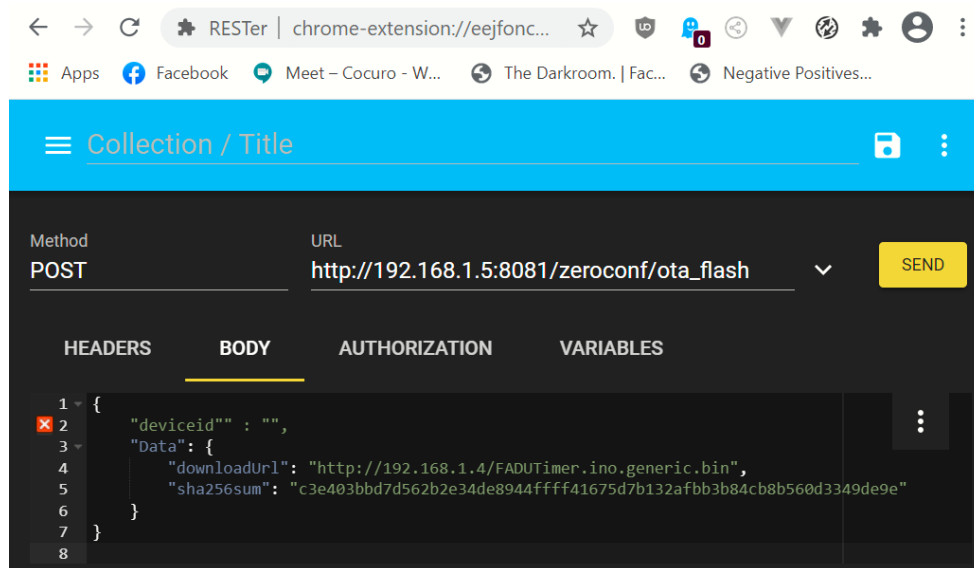 RESTer | chrome-extension://eejfonc...
0
Apps Facebook Meet – Cocuro - W... The Darkroom. | Fac... Negative Positives...
Collection / Title
Method URL
POST http://192.168.1.5:8081/zeroconf/ota_flash SEND
HEADERS BODY AUTHORIZATION VARIABLES
1 {
2 "deviceid"" : "",
3 "Data": {
4 "downloadUrl": "http://192.168.1.4/FADUTimer.ino.generic.bin",
5 "sha256sum": "c3e403bbd7d562b2e34de8944ffff41675d7b132afbb3b84cb8b560d3349de9e"
6 }
7 }
8